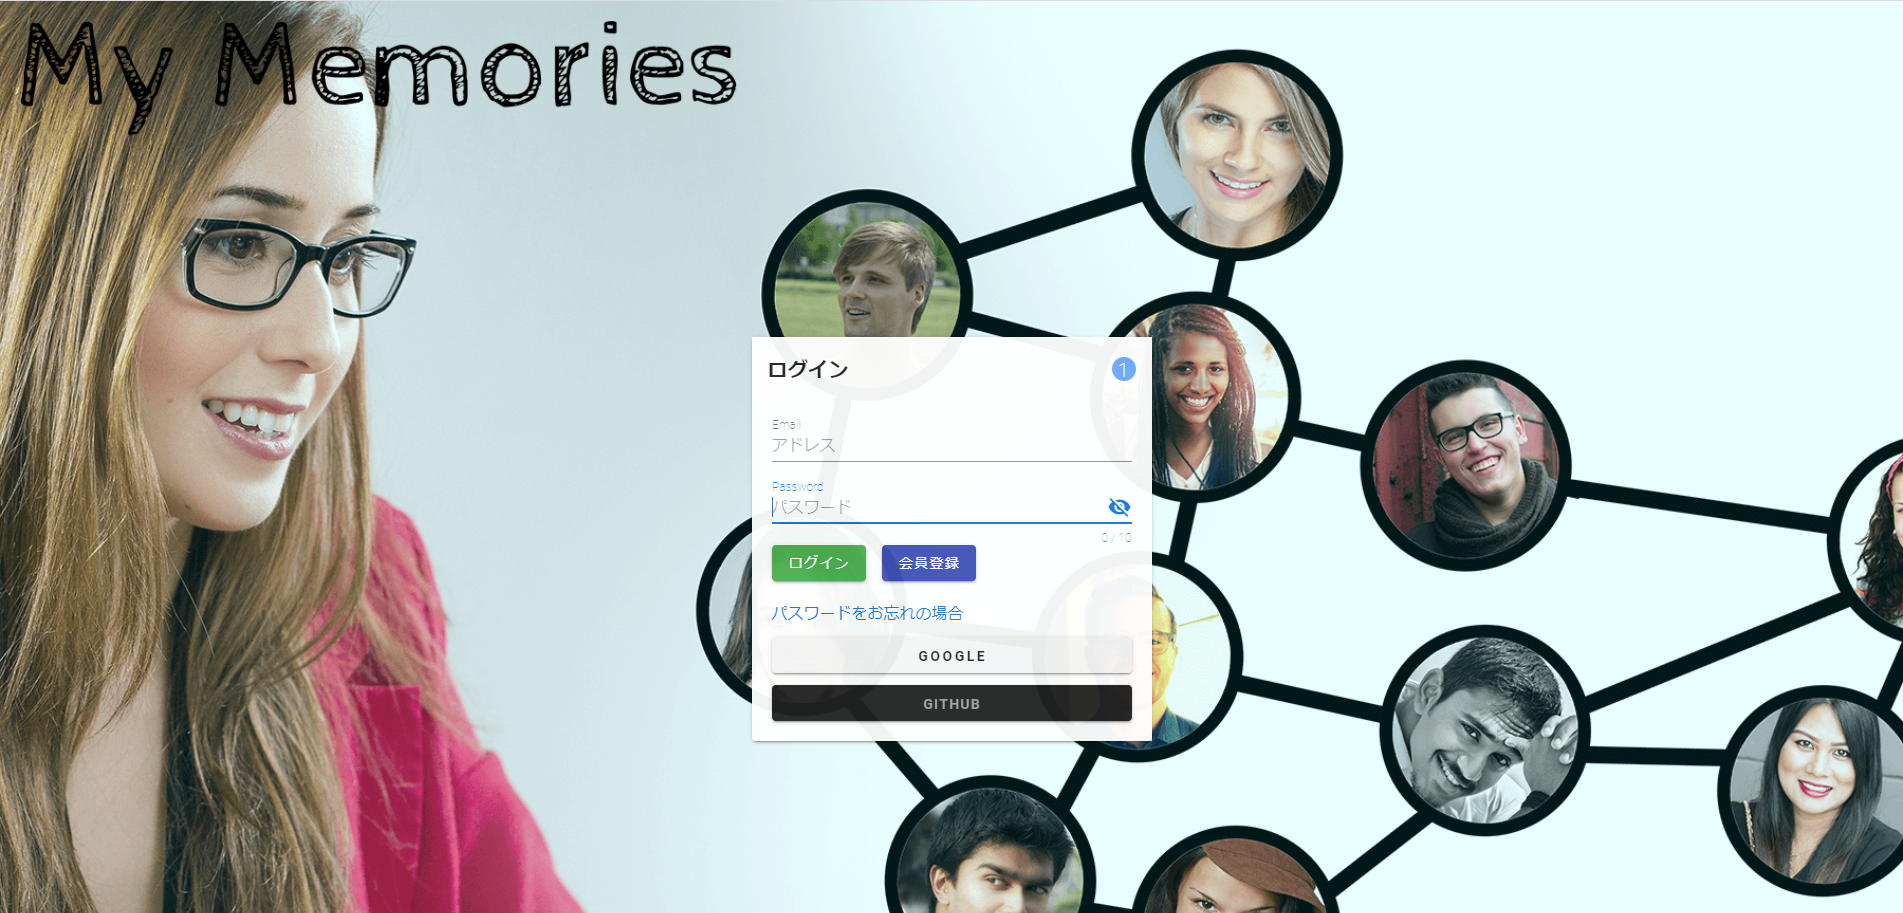 My Memories
ログイン
1
Email
アドレス
Password
パスワード
0 / 10
ログイン 会員登録
パスワードをお忘れの場合
GOOGLE
GITHUB